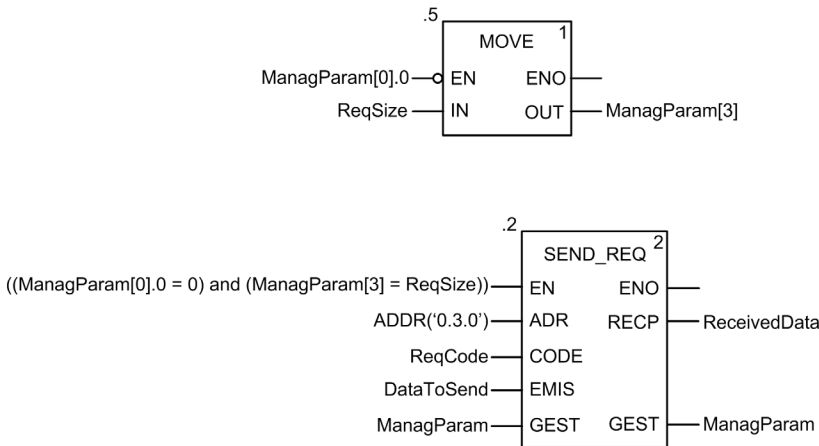 .5
MOVE 1
ManagParam[0].0 EN ENO
ReqSize IN OUT ManagParam[3]
.2
SEND_REQ 2
((ManagParam[0].0 = 0) and (ManagParam[3] = ReqSize)) EN ENO
ADDR(‘0.3.0’) ADR RECP ReceivedData
ReqCode CODE
DataToSend EMIS
ManagParam GEST GEST ManagParam